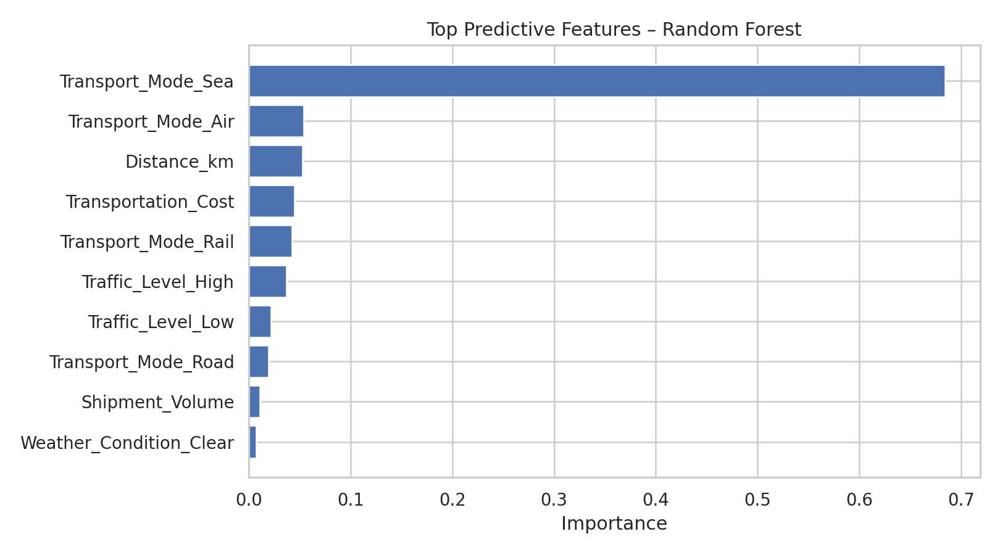 Top Predictive Features – Random Forest
Transport_Mode_Sea
Transport_Mode_Air
Distance_km
Transportation_Cost
Transport_Mode_Rail
Traffic_Level_High
Traffic_Level_Low
Transport_Mode_Road
Shipment_Volume
Weather_Condition_Clear
0.0 0.1 0.2 0.3 0.4 0.5 0.6 0.7
Importance